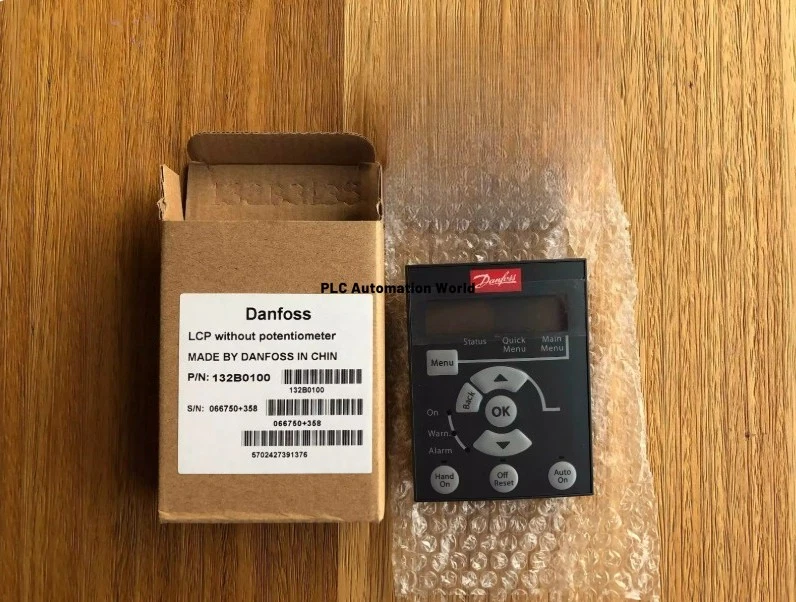 PLC Automation World
Danfoss
LCP without potentiometer
MADE BY DANFOSS IN CHIN
P/N: 132B0100
132B0100
S/N: 066750+358
066750+358
5702427391376
Danfoss
Status
Quick
Menu
Main
Menu
Menu
Back
OK
On
Warn.
Alarm
Hand
On
Off
Reset
Auto
On